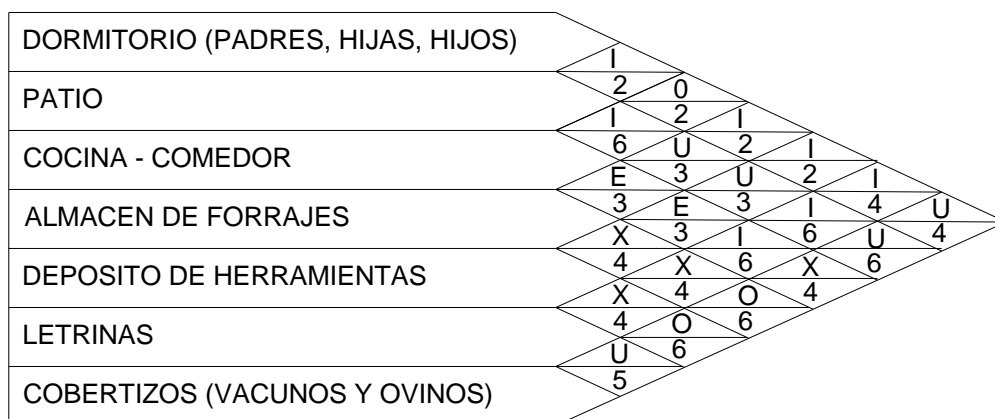 DORMITORIO (PADRES, HIJAS, HIJOS)
I
2 0
PATIO
I 2 I
6 U 2 I
COCINA - COMEDOR
E 3 U 2 I
3 E 3 I 4 U
ALMACEN DE FORRAJES
X 3 I 6 U 4
4 X 6 X 6
DEPOSITO DE HERRAMIENTAS
X 4 O 4
4 O 6
LETRINAS
U 6
5
COBERTIZOS (VACUNOS Y OVINOS)